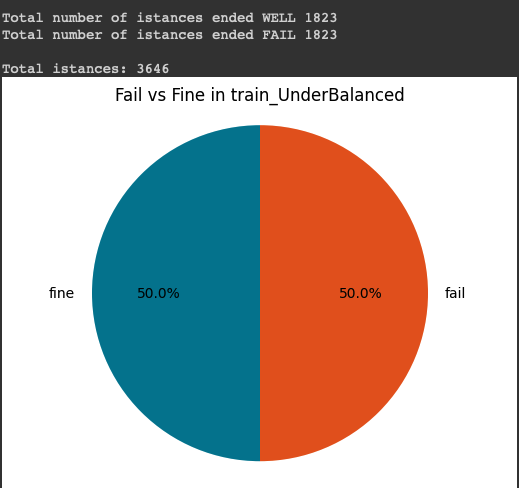 Total number of istances ended WELL 1823
Total number of istances ended FAIL 1823
Total istances: 3646
Fail vs Fine in train_UnderBalanced
fine
50.0%
50.0%
fail